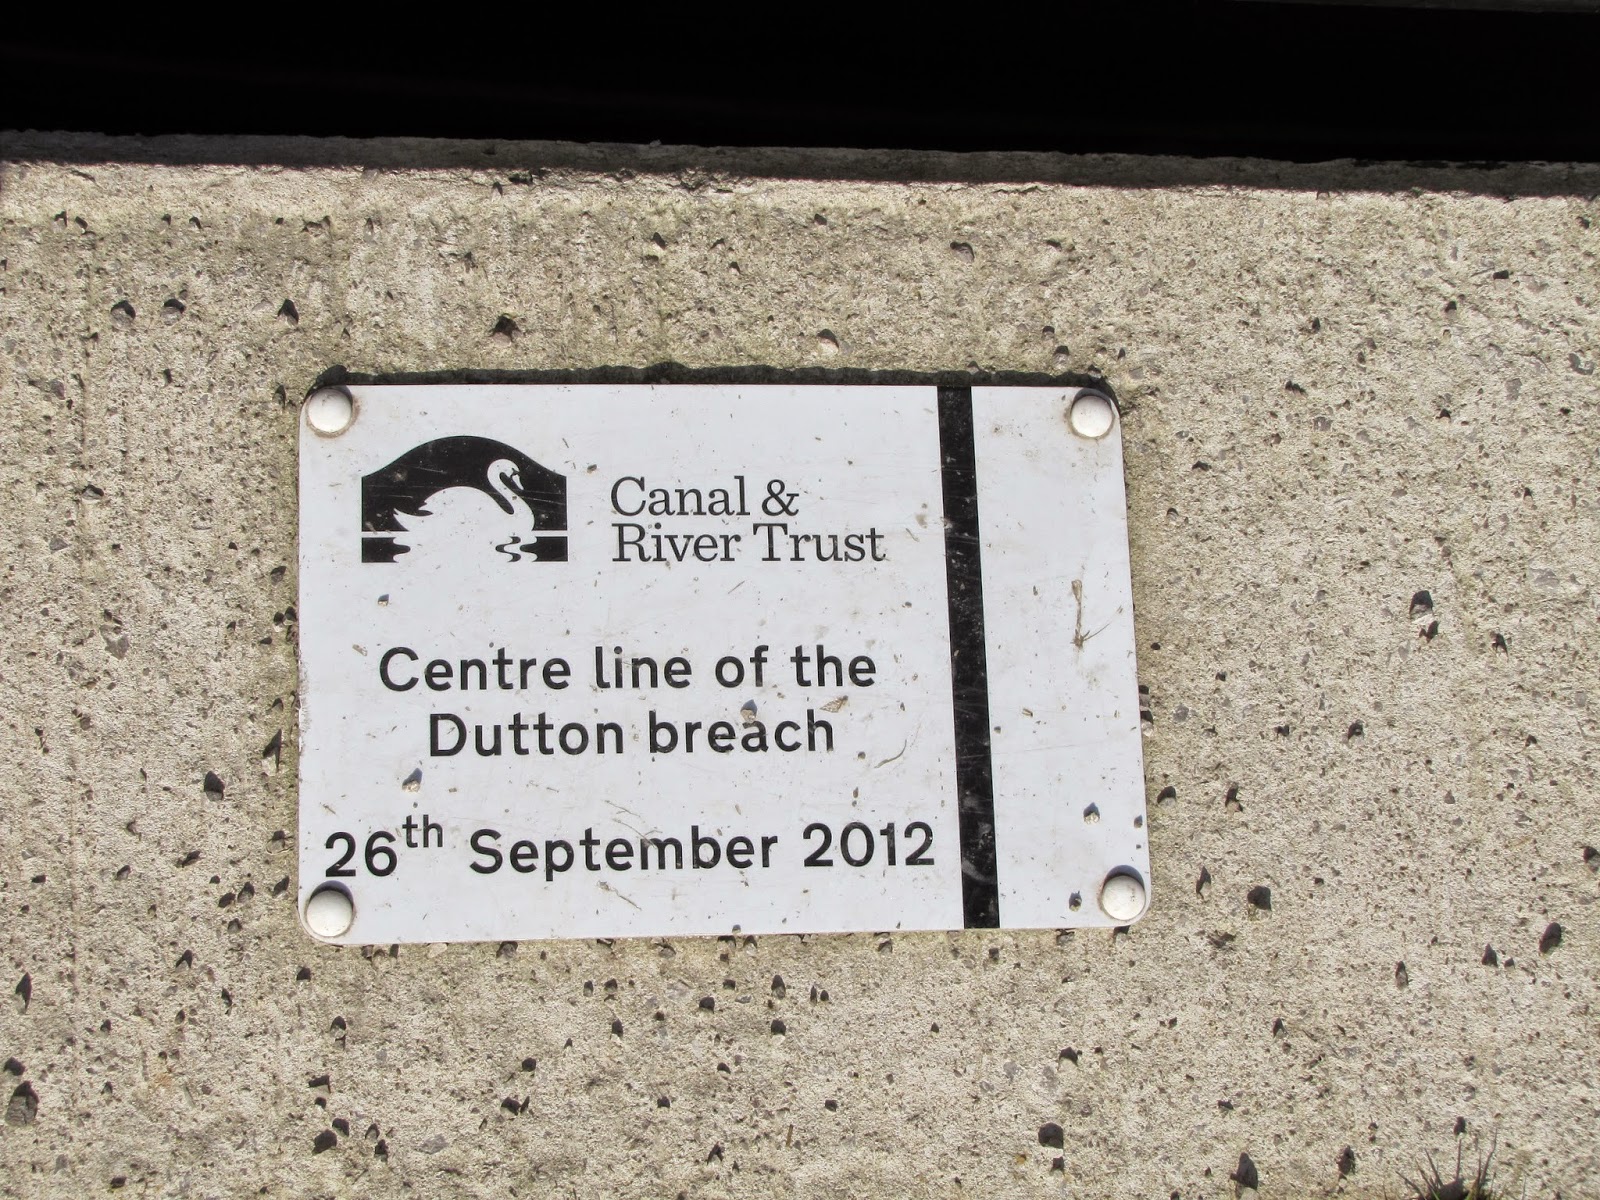 Canal &
River Trust
Centre line of the
Dutton breach
26th September 2012